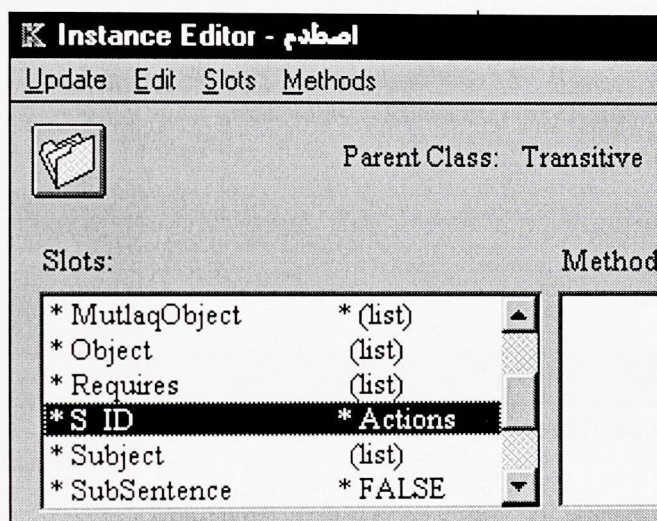 Instance Editor - اصطدم
Update Edit Slots Methods
Parent Class: Transitive
Slots:
Method
* MutlaqObject * (list)
* Object (list)
* Requires (list)
* S_ID * Actions
* Subject (list)
* SubSentence * FALSE